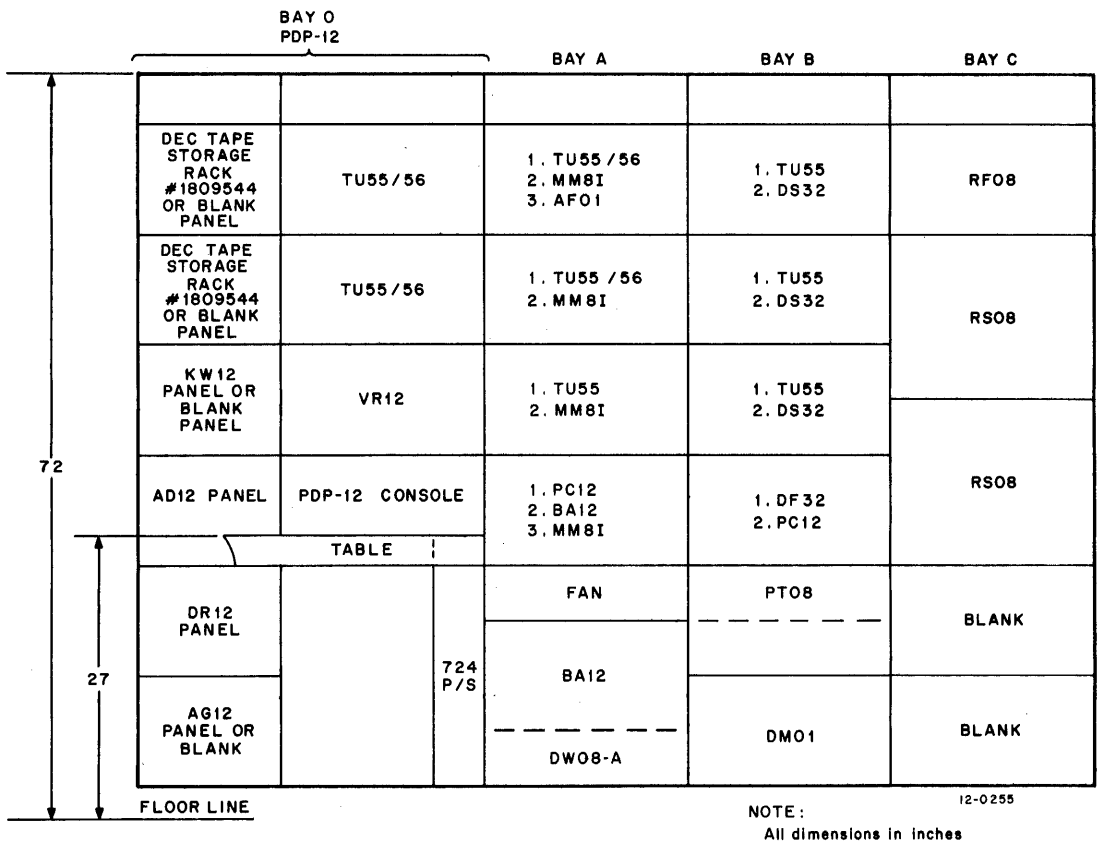 BAY 0
PDP-12
BAY A
BAY B
BAY C
DEC TAPE
STORAGE
RACK
#1809544
OR BLANK
PANEL
TU55/56
1. TU55/56
2. MM8I
3. AF01
1. TU55
2. DS32
RF08
DEC TAPE
STORAGE
RACK
#1809544
OR BLANK
PANEL
TU55/56
1. TU55/56
2. MM8I
1. TU55
2. DS32
RS08
KW12
PANEL OR
BLANK
PANEL
VR12
1. TU55
2. MM8I
1. TU55
2. DS32
72
AD12 PANEL
PDP-12 CONSOLE
1. PC12
2. BA12
3. MM8I
1. DF32
2. PC12
RS08
TABLE
27
DR12
PANEL
724
P/S
FAN
PT08
BLANK
AG12
PANEL OR
BLANK
BA12
DW08-A
DM01
BLANK
FLOOR LINE
12-0255
NOTE:
All dimensions in inches